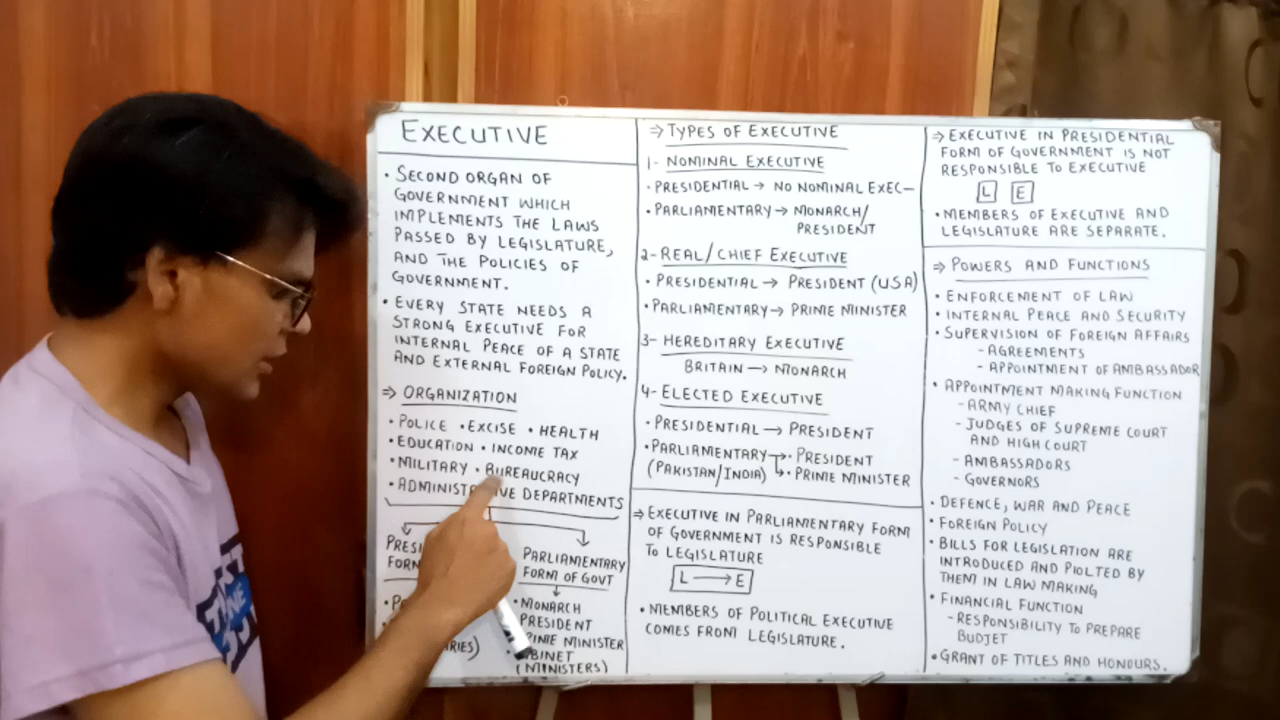 EXECUTIVE
• SECOND ORGAN OF
GOVERNMENT WHICH
IMPLEMENTS THE LAWS
PASSED BY LEGISLATURE,
AND THE POLICIES OF
GOVERNMENT.
• EVERY STATE NEEDS A
STRONG EXECUTIVE FOR
INTERNAL PEACE OF A STATE
AND EXTERNAL FOREIGN POLICY.
⇒ ORGANIZATION
• POLICE • EXCISE • HEALTH
• EDUCATION • INCOME TAX
• MILITARY • BUREAUCRACY
• DEPARTMENTS
PARLIAMENTARY
FORM OF GOVT
• MONARCH
PRESIDENT
MINISTER
(MINISTERS)
⇒ TYPES OF EXECUTIVE
1- NOMINAL EXECUTIVE
• PRESIDENTIAL → NO NOMINAL EXEC-
• PARLIAMENTARY → MONARCH/
PRESIDENT
2- REAL/CHIEF EXECUTIVE
• PRESIDENTIAL → PRESIDENT (USA)
• PARLIAMENTARY → PRIME MINISTER
3- HEREDITARY EXECUTIVE
BRITAIN → MONARCH
4- ELECTED EXECUTIVE
• PRESIDENTIAL → PRESIDENT
• PARLIAMENTARY → • PRESIDENT
(PAKISTAN/INDIA) ↳ • PRIME MINISTER
⇒ EXECUTIVE IN PARLIAMENTARY FORM
OF GOVERNMENT IS RESPONSIBLE
TO LEGISLATURE
L → E
• MEMBERS OF POLITICAL EXECUTIVE
COMES FROM LEGISLATURE.
⇒ EXECUTIVE IN PRESIDENTIAL
FORM OF GOVERNMENT IS NOT
RESPONSIBLE TO EXECUTIVE
L E
• MEMBERS OF EXECUTIVE AND
LEGISLATURE ARE SEPARATE.
⇒ POWERS AND FUNCTIONS
• ENFORCEMENT OF LAW
• INTERNAL PEACE AND SECURITY
• SUPERVISION OF FOREIGN AFFAIRS
- AGREEMENTS
- APPOINTMENT OF AMBASSADOR
• APPOINTMENT MAKING FUNCTION
- ARMY CHIEF
- JUDGES OF SUPREME COURT
AND HIGH COURT
- AMBASSADORS
- GOVERNORS
• DEFENCE, WAR AND PEACE
• FOREIGN POLICY
• BILLS FOR LEGISLATION ARE
INTRODUCED AND PIOLTED BY
THEM IN LAW MAKING
• FINANCIAL FUNCTION
- RESPONSIBILITY TO PREPARE
BUDJET
• GRANT OF TITLES AND HONOURS.